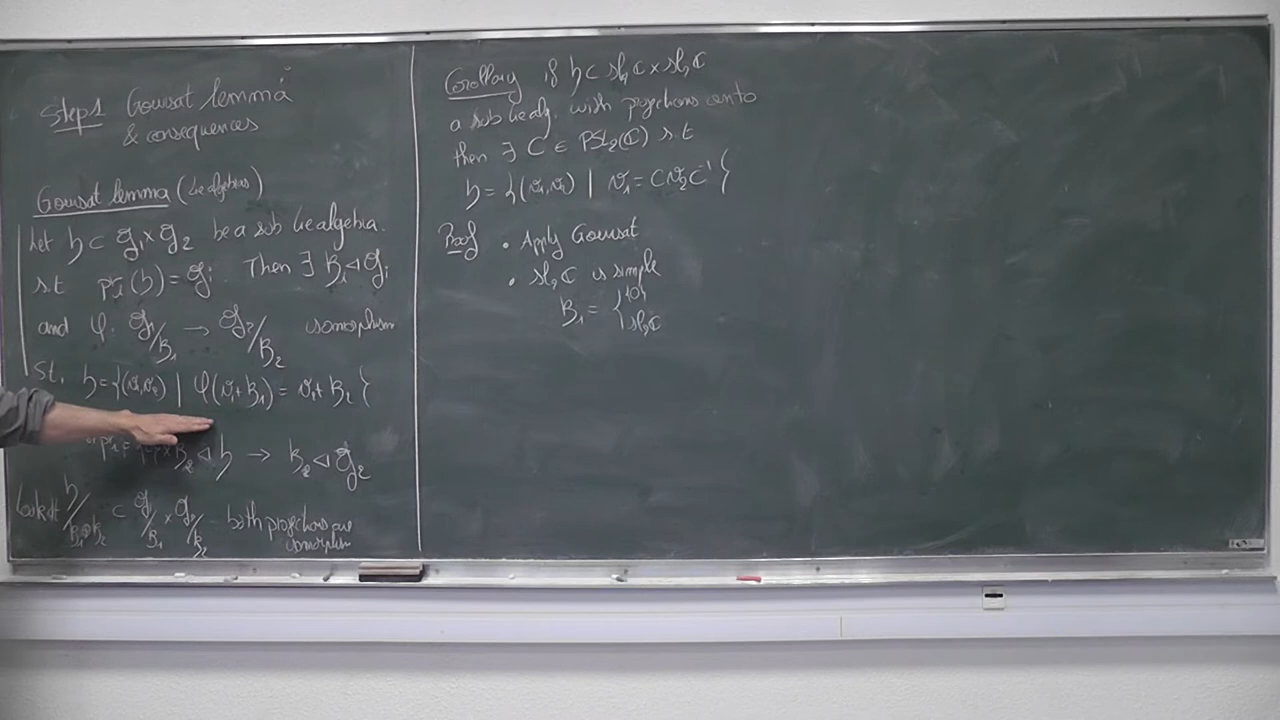 Step 1 Goursat lemma
& consequences
Goursat lemma (Lie algebras)
Let 𝔥 ⊂ 𝔤₁ × 𝔤₂ be a sub Lie algebra.
s.t prᵢ(𝔥) = 𝔤ᵢ. Then ∃ 𝔎ᵢ ◁ 𝔤ᵢ
and φ: 𝔤₁/𝔎₁ → 𝔤₂/𝔎₂ isomorphism
st. 𝔥 = {(v₁,v₂) | φ(v₁+𝔎₁) = v₂+𝔎₂}
𝔎₂ ◁ 𝔥 → 𝔎₂ ◁ 𝔤₂
Look at 𝔥/𝔎₁⊕𝔎₂ ⊂ 𝔤₁/𝔎₁ × 𝔤₂/𝔎₂ both projections are
isomorphism
Corollary if 𝔥 ⊂ sl₂ℂ × sl₂ℂ
a sub Lie alg. with projections onto
then ∃ C ∈ PSL₂(ℂ) s.t
𝔥 = {(v₁,v₂) | v₁ = C v₂ C⁻¹}
Proof • Apply Goursat
• sl₂ℂ is simple
𝔎₁ = { {0}
sl₂ℂ